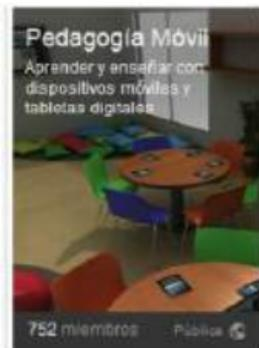 Pedagogía Móvil
Aprender y enseñar con
dispositivos móviles y
tabletas digitales
752 miembros
Pública